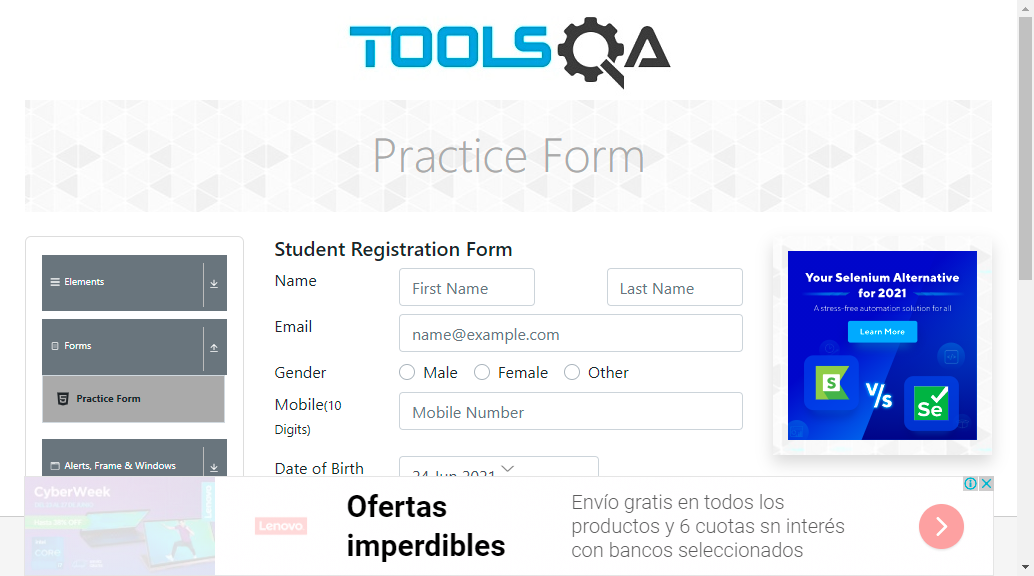 TOOLSQA
Practice Form
Elements
Forms
Practice Form
Alerts, Frame & Windows
Student Registration Form
Name
First Name
Last Name
Email
name@example.com
Gender
Male
Female
Other
Mobile(10
Digits)
Mobile Number
Date of Birth
24 Jun 2021
Your Selenium Alternative
for 2021
A stress-free automation solution for all
Learn More
S
V/s
Se
CyberWeek
Lenovo
Lenovo
Ofertas
imperdibles
Envío gratis en todos los
productos y 6 cuotas sn interés
con bancos seleccionados